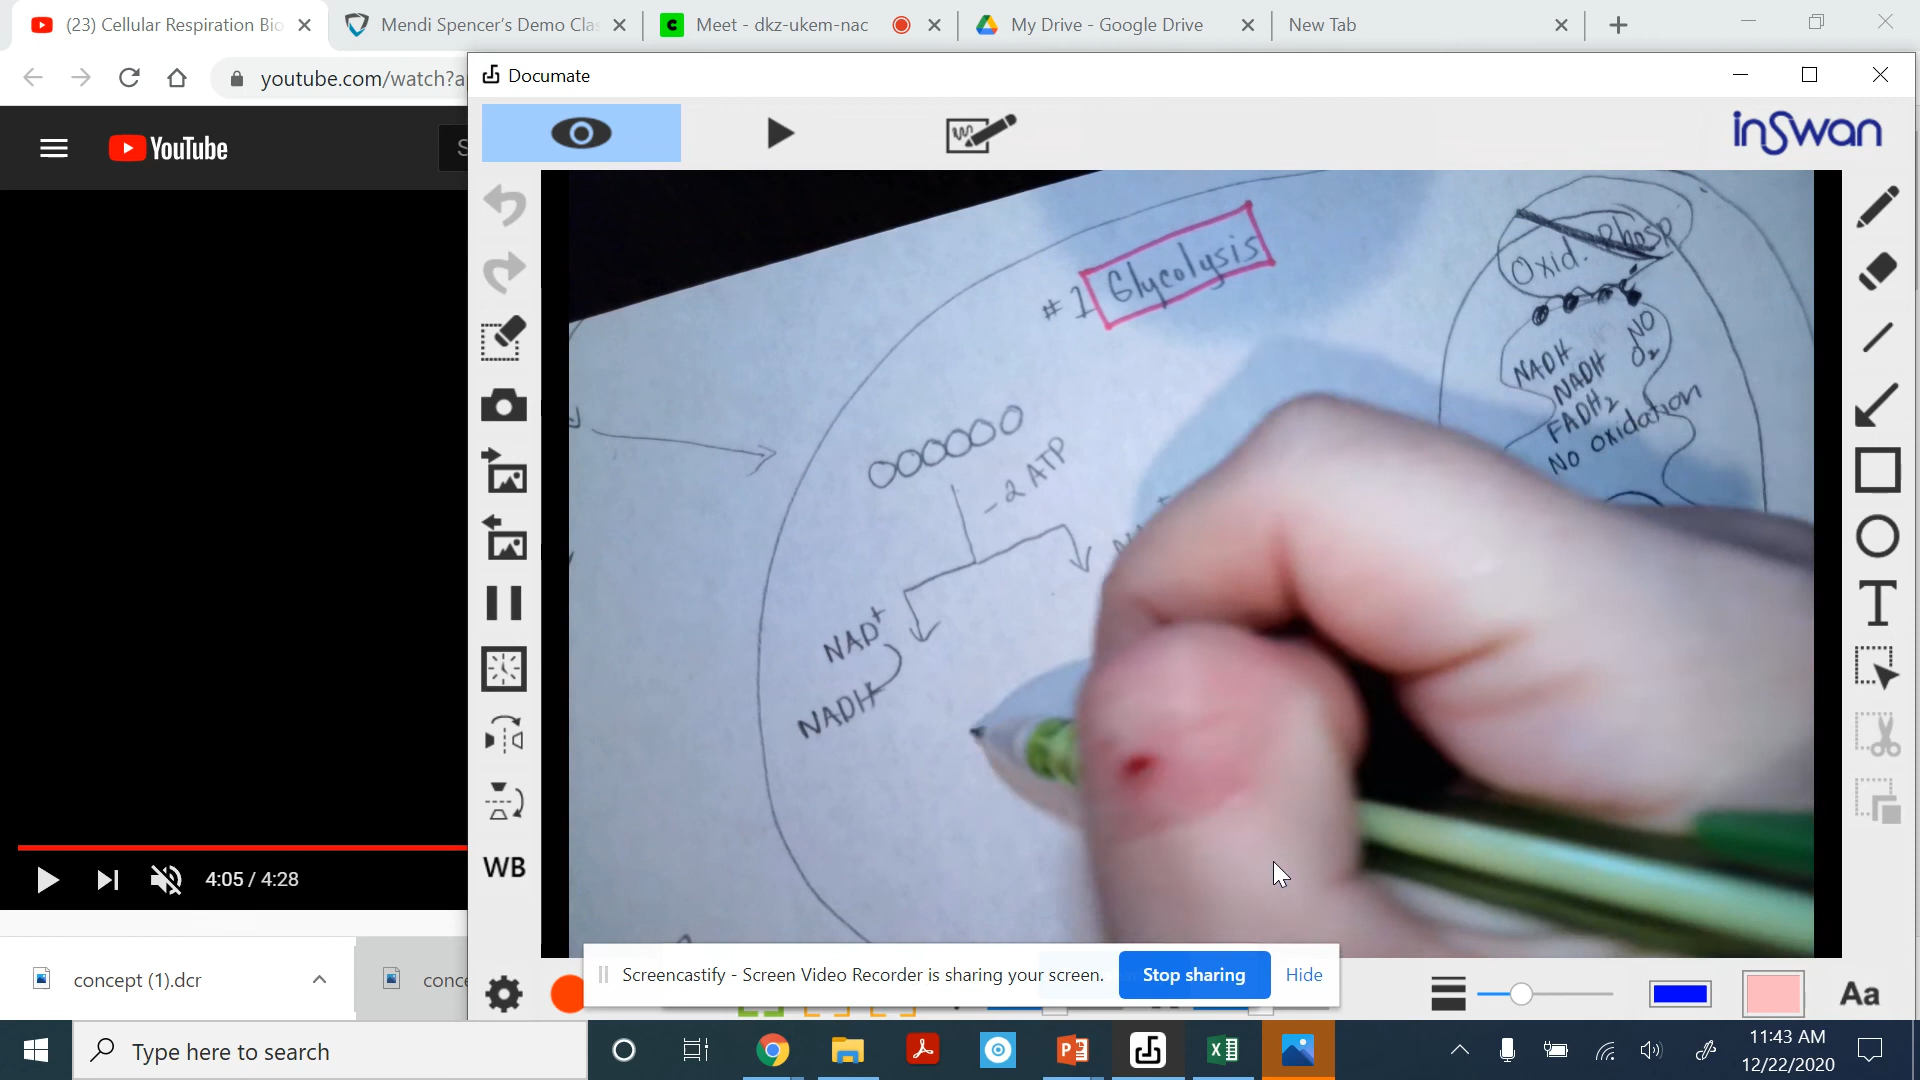 (23) Cellular Respiration Bio
Mendi Spencer's Demo Clas
Meet - dkz-ukem-nac
My Drive - Google Drive
New Tab
youtube.com/watch?a
Documate
YouTube
S
inSwan
#1 Glycolysis
Oxid. Phosp
NO
O2
NADH
NADH
FADH2
No oxidation
-2 ATP
NAD+
NADH
WB
T
4:05 / 4:28
concept (1).dcr
conce
Screencastify - Screen Video Recorder is sharing your screen.
Stop sharing
Hide
Aa
Type here to search
11:43 AM
12/22/2020